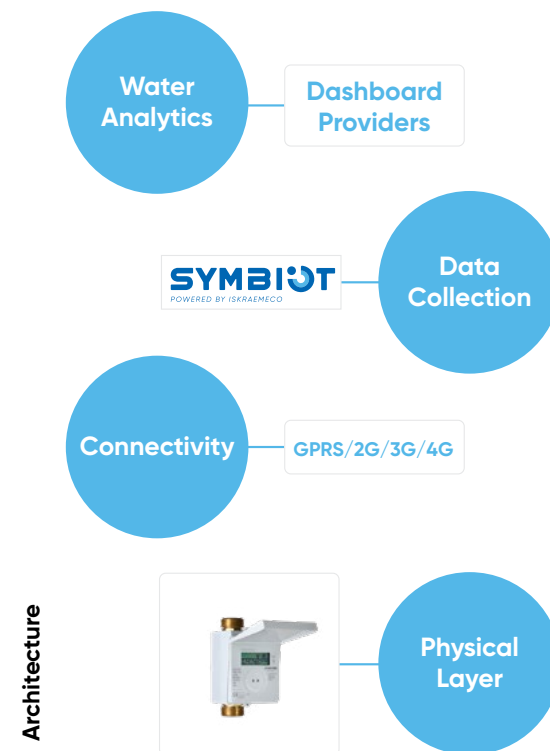 Water
Analytics
Dashboard
Providers
SYMBIOT
POWERED BY ISKRAEMECO
Data
Collection
Connectivity
GPRS/2G/3G/4G
Physical
Layer
Architecture